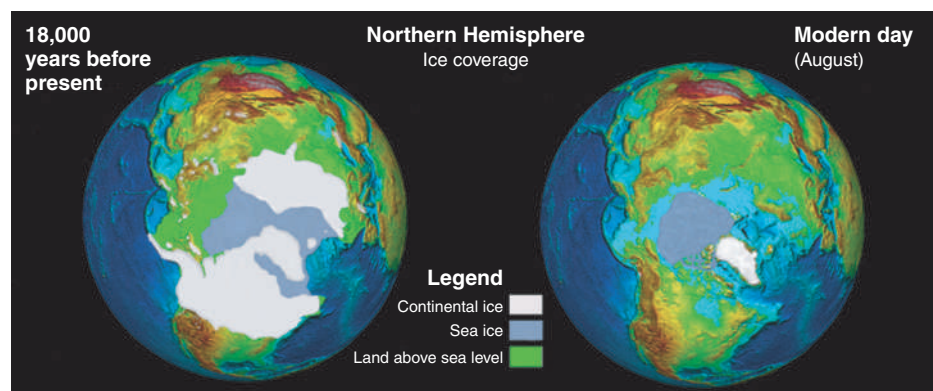 18,000
years before
present
Northern Hemisphere
Ice coverage
Modern day
(August)
Legend
Continental ice
Sea ice
Land above sea level